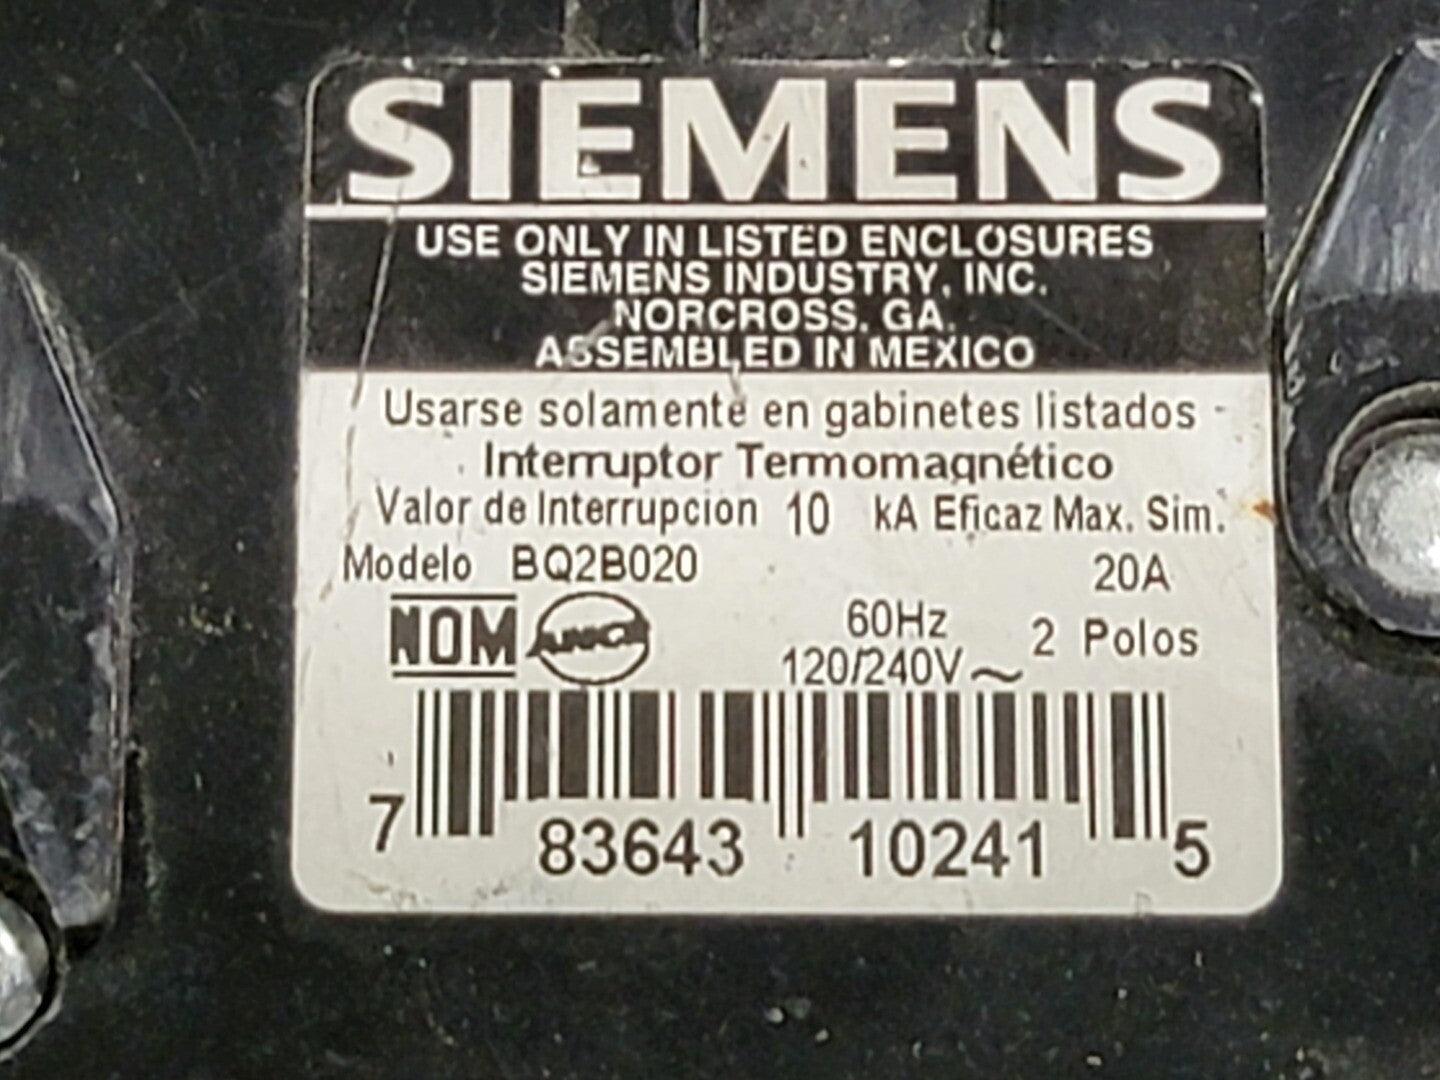 SIEMENS
USE ONLY IN LISTED ENCLOSURES
SIEMENS INDUSTRY, INC.
NORCROSS, GA.
ASSEMBLED IN MEXICO
Usarse solamente en gabinetes listados
Interruptor Termomagnético
Valor de Interrupcion 10 kA Eficaz Max. Sim.
Modelo BQ2B020 20A
NOM ANCE 60Hz 2 Polos
120/240V~
7 83643 10241 5